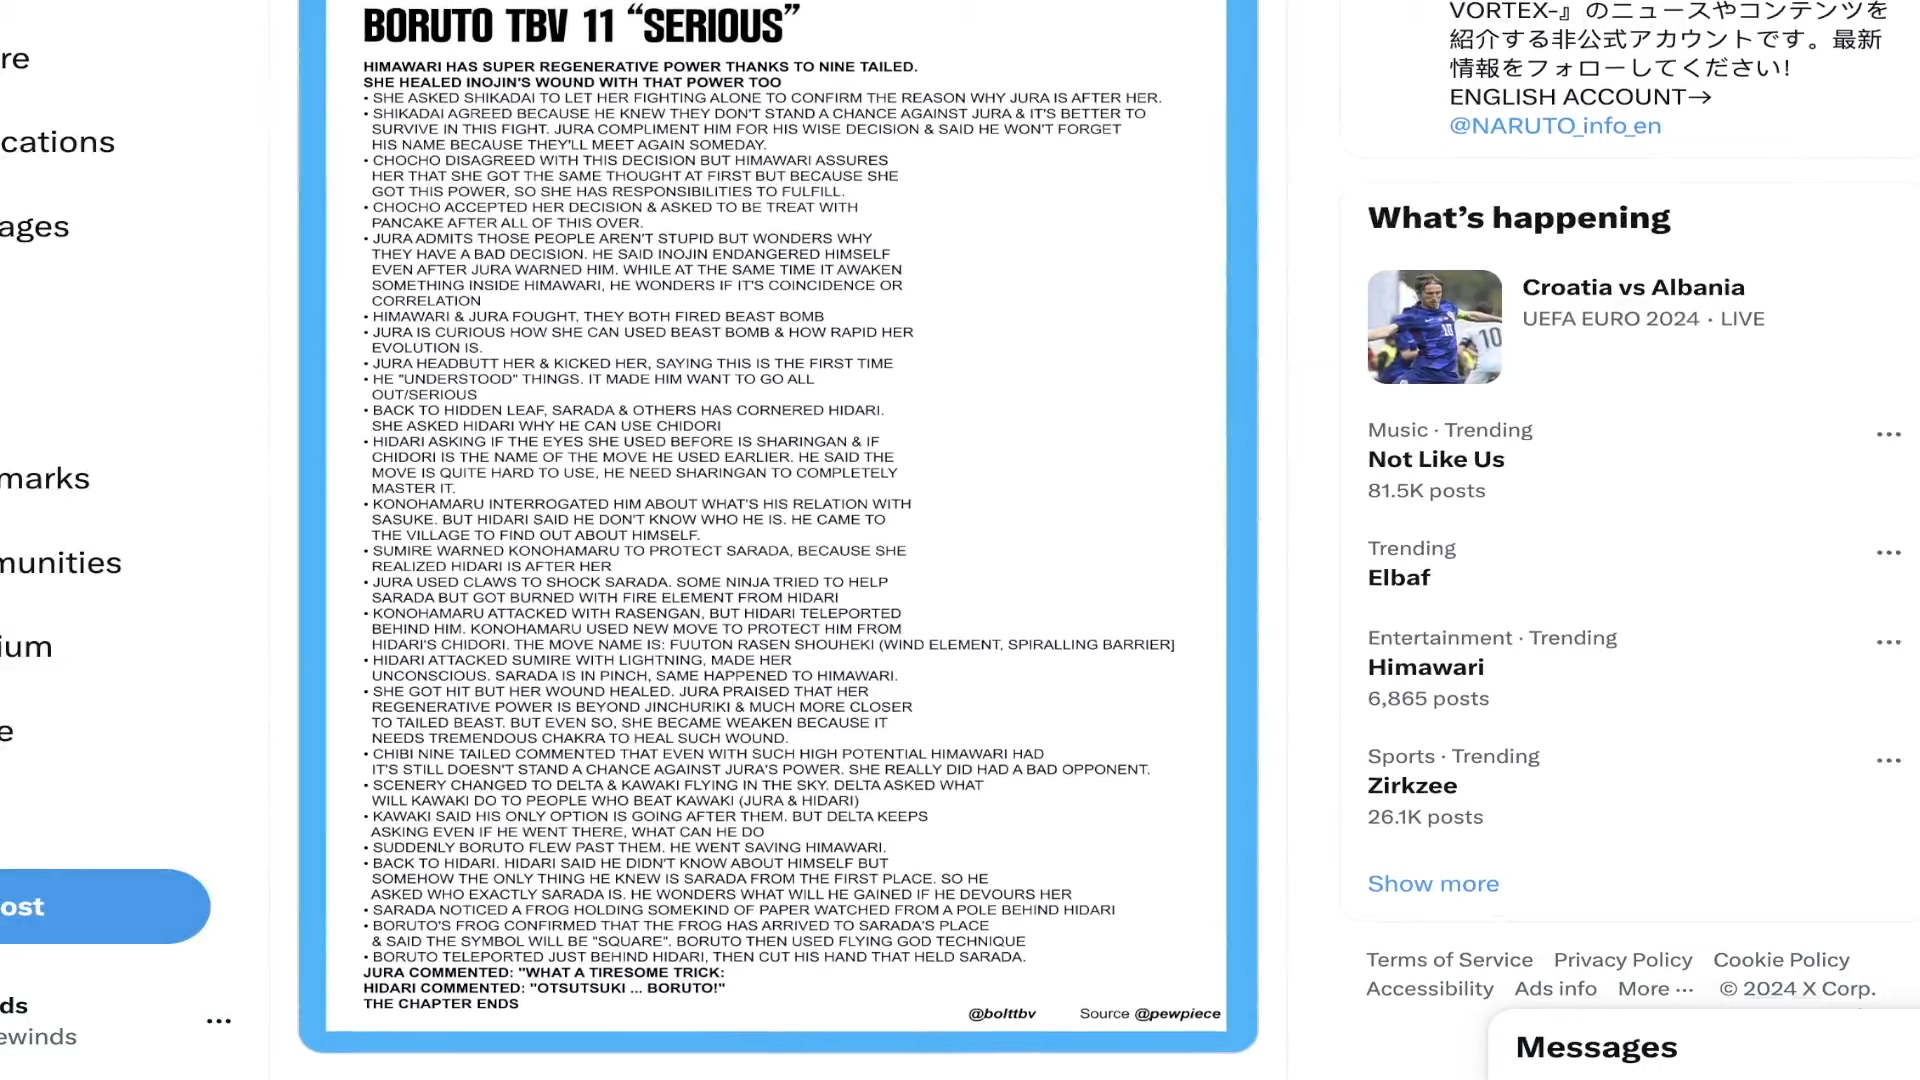 re
cations
ages
marks
munities
ium
e
ost
ds
ewinds
BORUTO TBV 11 “SERIOUS”
HIMAWARI HAS SUPER REGENERATIVE POWER THANKS TO NINE TAILED.
SHE HEALED INOJIN'S WOUND WITH THAT POWER TOO
• SHE ASKED SHIKADAI TO LET HER FIGHTING ALONE TO CONFIRM THE REASON WHY JURA IS AFTER HER.
• SHIKADAI AGREED BECAUSE HE KNEW THEY DON'T STAND A CHANCE AGAINST JURA & IT'S BETTER TO
SURVIVE IN THIS FIGHT. JURA COMPLIMENT HIM FOR HIS WISE DECISION & SAID HE WON'T FORGET
HIS NAME BECAUSE THEY'LL MEET AGAIN SOMEDAY.
• CHOCHO DISAGREED WITH THIS DECISION BUT HIMAWARI ASSURES
HER THAT SHE GOT THE SAME THOUGHT AT FIRST BUT BECAUSE SHE
GOT THIS POWER, SO SHE HAS RESPONSIBILITIES TO FULFILL.
• CHOCHO ACCEPTED HER DECISION & ASKED TO BE TREAT WITH
PANCAKE AFTER ALL OF THIS OVER.
• JURA ADMITS THOSE PEOPLE AREN'T STUPID BUT WONDERS WHY
THEY HAVE A BAD DECISION. HE SAID INOJIN ENDANGERED HIMSELF
EVEN AFTER JURA WARNED HIM. WHILE AT THE SAME TIME IT AWAKEN
SOMETHING INSIDE HIMAWARI, HE WONDERS IF IT'S COINCIDENCE OR
CORRELATION
• HIMAWARI & JURA FOUGHT, THEY BOTH FIRED BEAST BOMB
• JURA IS CURIOUS HOW SHE CAN USED BEAST BOMB & HOW RAPID HER
EVOLUTION IS.
• JURA HEADBUTT HER & KICKED HER, SAYING THIS IS THE FIRST TIME
• HE "UNDERSTOOD" THINGS. IT MADE HIM WANT TO GO ALL
OUT/SERIOUS
• BACK TO HIDDEN LEAF, SARADA & OTHERS HAS CORNERED HIDARI.
SHE ASKED HIDARI WHY HE CAN USE CHIDORI
• HIDARI ASKING IF THE EYES SHE USED BEFORE IS SHARINGAN & IF
CHIDORI IS THE NAME OF THE MOVE HE USED EARLIER. HE SAID THE
MOVE IS QUITE HARD TO USE, HE NEED SHARINGAN TO COMPLETELY
MASTER IT.
• KONOHAMARU INTERROGATED HIM ABOUT WHAT'S HIS RELATION WITH
SASUKE. BUT HIDARI SAID HE DON'T KNOW WHO HE IS. HE CAME TO
THE VILLAGE TO FIND OUT ABOUT HIMSELF.
• SUMIRE WARNED KONOHAMARU TO PROTECT SARADA, BECAUSE SHE
REALIZED HIDARI IS AFTER HER
• JURA USED CLAWS TO SHOCK SARADA. SOME NINJA TRIED TO HELP
SARADA BUT GOT BURNED WITH FIRE ELEMENT FROM HIDARI
• KONOHAMARU ATTACKED WITH RASENGAN, BUT HIDARI TELEPORTED
BEHIND HIM. KONOHAMARU USED NEW MOVE TO PROTECT HIM FROM
HIDARI'S CHIDORI. THE MOVE NAME IS: FUUTON RASEN SHOUHEKI (WIND ELEMENT, SPIRALLING BARRIER]
• HIDARI ATTACKED SUMIRE WITH LIGHTNING, MADE HER
UNCONSCIOUS. SARADA IS IN PINCH, SAME HAPPENED TO HIMAWARI.
• SHE GOT HIT BUT HER WOUND HEALED. JURA PRAISED THAT HER
REGENERATIVE POWER IS BEYOND JINCHURIKI & MUCH MORE CLOSER
TO TAILED BEAST. BUT EVEN SO, SHE BECAME WEAKEN BECAUSE IT
NEEDS TREMENDOUS CHAKRA TO HEAL SUCH WOUND.
• CHIBI NINE TAILED COMMENTED THAT EVEN WITH SUCH HIGH POTENTIAL HIMAWARI HAD
IT'S STILL DOESN'T STAND A CHANCE AGAINST JURA'S POWER. SHE REALLY DID HAD A BAD OPPONENT.
• SCENERY CHANGED TO DELTA & KAWAKI FLYING IN THE SKY. DELTA ASKED WHAT
WILL KAWAKI DO TO PEOPLE WHO BEAT KAWAKI (JURA & HIDARI)
• KAWAKI SAID HIS ONLY OPTION IS GOING AFTER THEM. BUT DELTA KEEPS
ASKING EVEN IF HE WENT THERE, WHAT CAN HE DO
• SUDDENLY BORUTO FLEW PAST THEM. HE WENT SAVING HIMAWARI.
• BACK TO HIDARI. HIDARI SAID HE DIDN'T KNOW ABOUT HIMSELF BUT
SOMEHOW THE ONLY THING HE KNEW IS SARADA FROM THE FIRST PLACE. SO HE
ASKED WHO EXACTLY SARADA IS. HE WONDERS WHAT WILL HE GAINED IF HE DEVOURS HER
• SARADA NOTICED A FROG HOLDING SOMEKIND OF PAPER WATCHED FROM A POLE BEHIND HIDARI
• BORUTO'S FROG CONFIRMED THAT THE FROG HAS ARRIVED TO SARADA'S PLACE
& SAID THE SYMBOL WILL BE "SQUARE". BORUTO THEN USED FLYING GOD TECHNIQUE
• BORUTO TELEPORTED JUST BEHIND HIDARI, THEN CUT HIS HAND THAT HELD SARADA.
JURA COMMENTED: "WHAT A TIRESOME TRICK:
HIDARI COMMENTED: "OTSUTSUKI ... BORUTO!"
THE CHAPTER ENDS
@bolttbv Source @pewpiece
VORTEX-』のニュースやコンテンツを
紹介する非公式アカウントです。最新
情報をフォローしてください!
ENGLISH ACCOUNT→
@NARUTO_info_en
What’s happening
Croatia vs Albania
UEFA EURO 2024 · LIVE
10
10
Music · Trending
Not Like Us
81.5K posts
Trending
Elbaf
Entertainment · Trending
Himawari
6,865 posts
Sports · Trending
Zirkzee
26.1K posts
Show more
Terms of Service Privacy Policy Cookie Policy
Accessibility Ads info More ··· © 2024 X Corp.
Messages